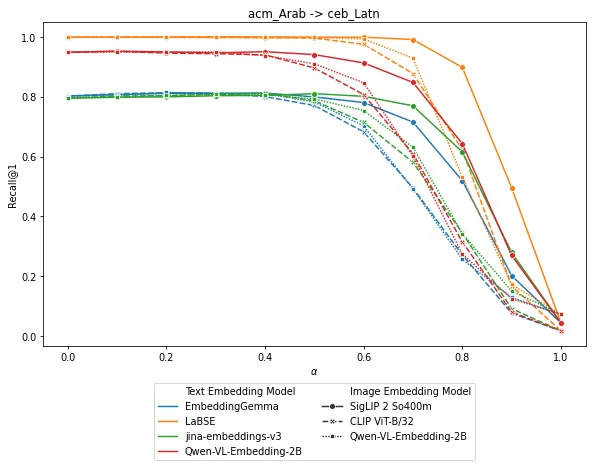 acm_Arab -> ceb_Latn
Recall@1
1.0
0.8
0.6
0.4
0.2
0.0
0.0 0.2 0.4 0.6 0.8 1.0
α
Text Embedding Model
EmbeddingGemma
LaBSE
jina-embeddings-v3
Qwen-VL-Embedding-2B
Image Embedding Model
SigLIP 2 So400m
CLIP ViT-B/32
Qwen-VL-Embedding-2B